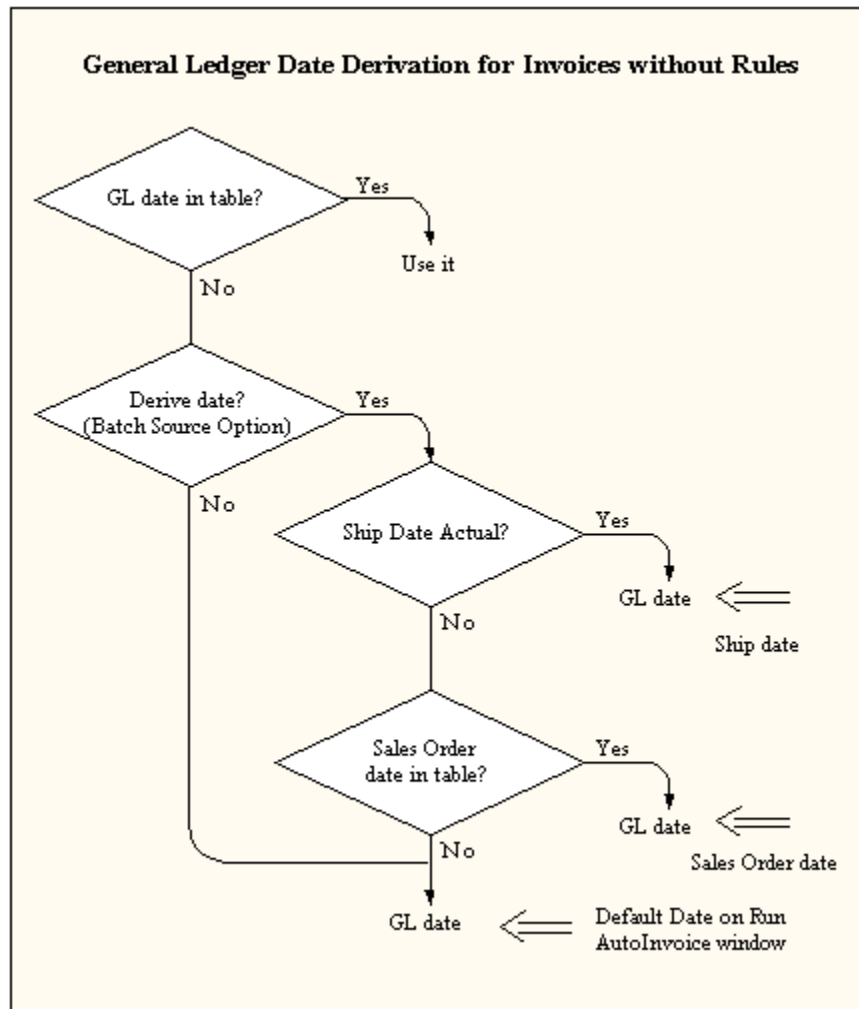 General Ledger Date Derivation for Invoices without Rules
GL date in table?
Yes
Use it
No
Derive date?
(Batch Source Option)
Yes
No
Ship Date Actual?
Yes
GL date
Ship date
No
Sales Order
date in table?
Yes
GL date
Sales Order date
No
GL date
Default Date on Run
AutoInvoice window